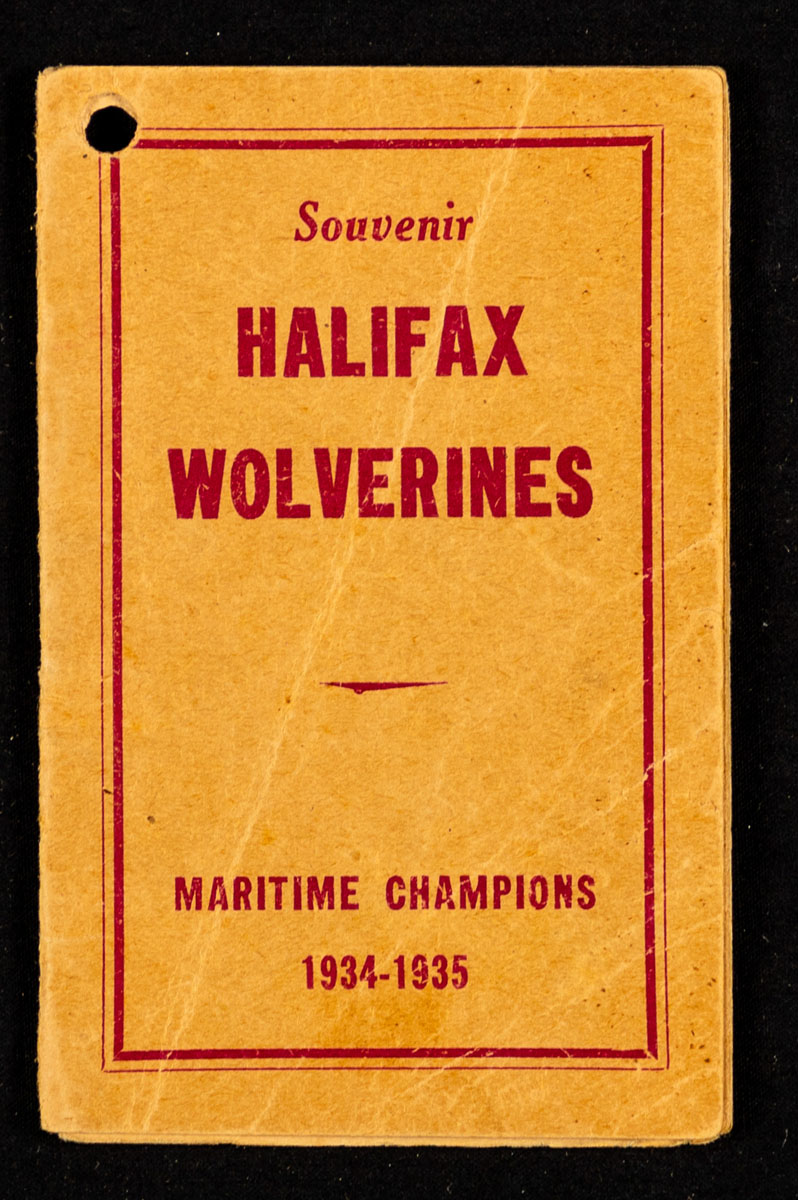 Souvenir
HALIFAX
WOLVERINES
MARITIME CHAMPIONS
1934-1935